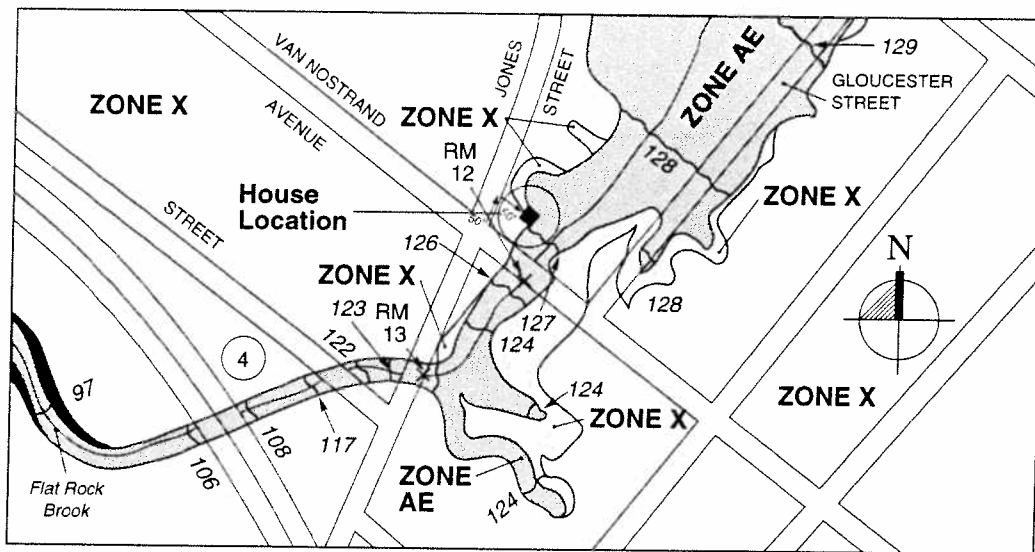 VAN NOSTRAND
AVENUE
JONES
STREET
ZONE X
ZONE X
RM
12
ZONE AE
129
GLOUCESTER
STREET
128
ZONE X
House
Location
50'
STREET
126
ZONE X
123
RM
13
122
127
124
128
N
4
97
117
108
106
Flat Rock
Brook
124
ZONE X
ZONE
AE
124
ZONE X